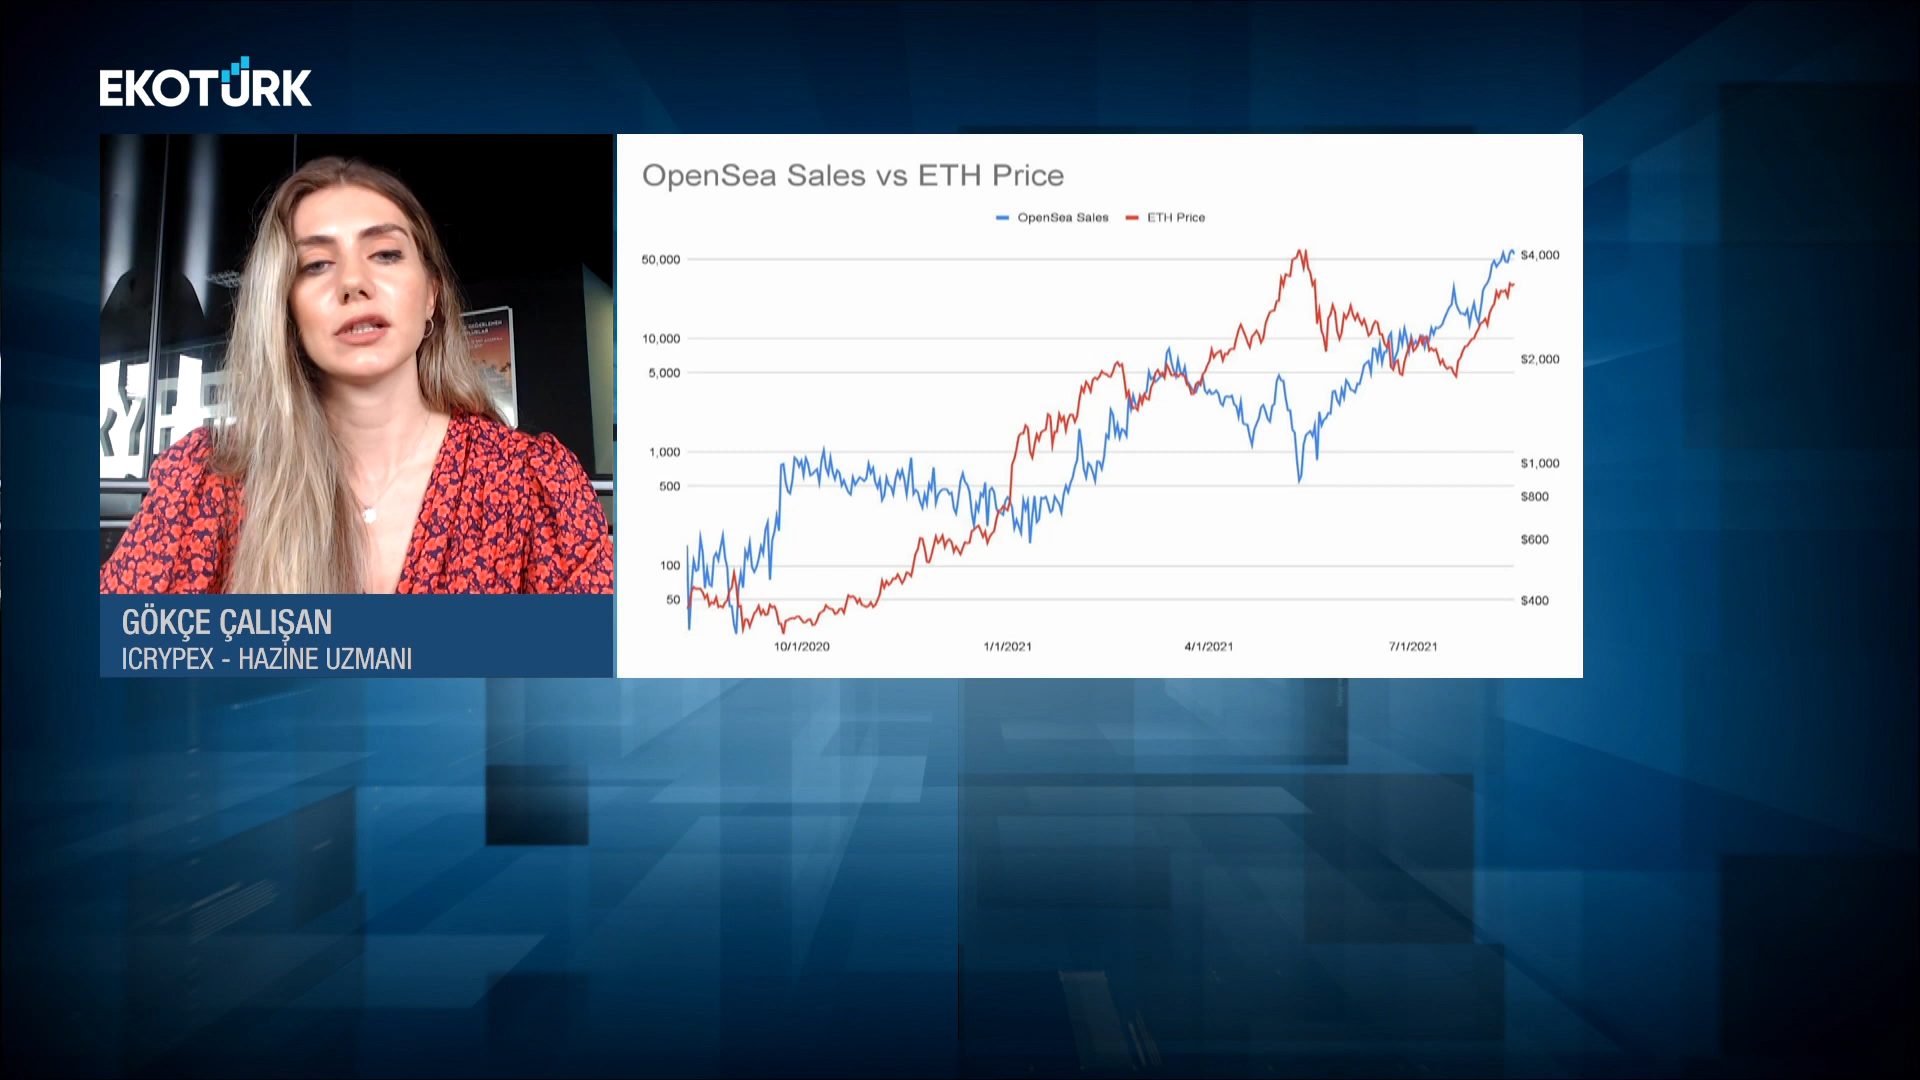 EKOTÜRK
GÖKÇE ÇALIŞAN
ICRYPEX - HAZİNE UZMANI
OpenSea Sales vs ETH Price
OpenSea Sales
ETH Price
50,000
10,000
5,000
1,000
500
100
50
$4,000
$2,000
$1,000
$800
$600
$400
10/1/2020
1/1/2021
4/1/2021
7/1/2021